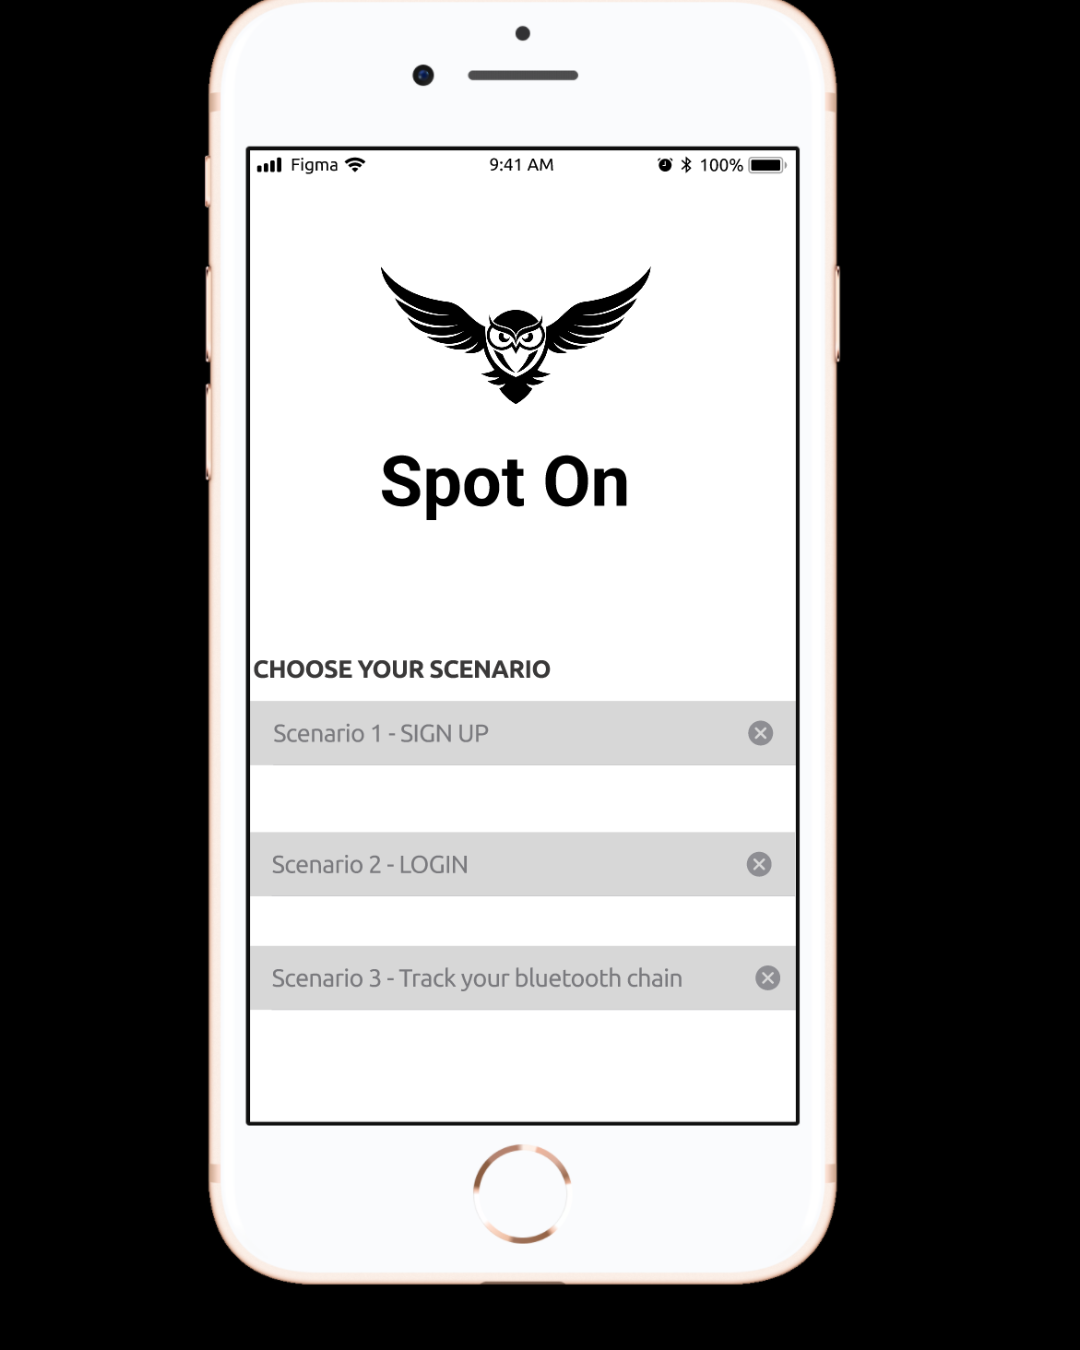 Figma 9:41 AM 100%
Spot On
CHOOSE YOUR SCENARIO
Scenario 1 - SIGN UP
Scenario 2 - LOGIN
Scenario 3 - Track your bluetooth chain